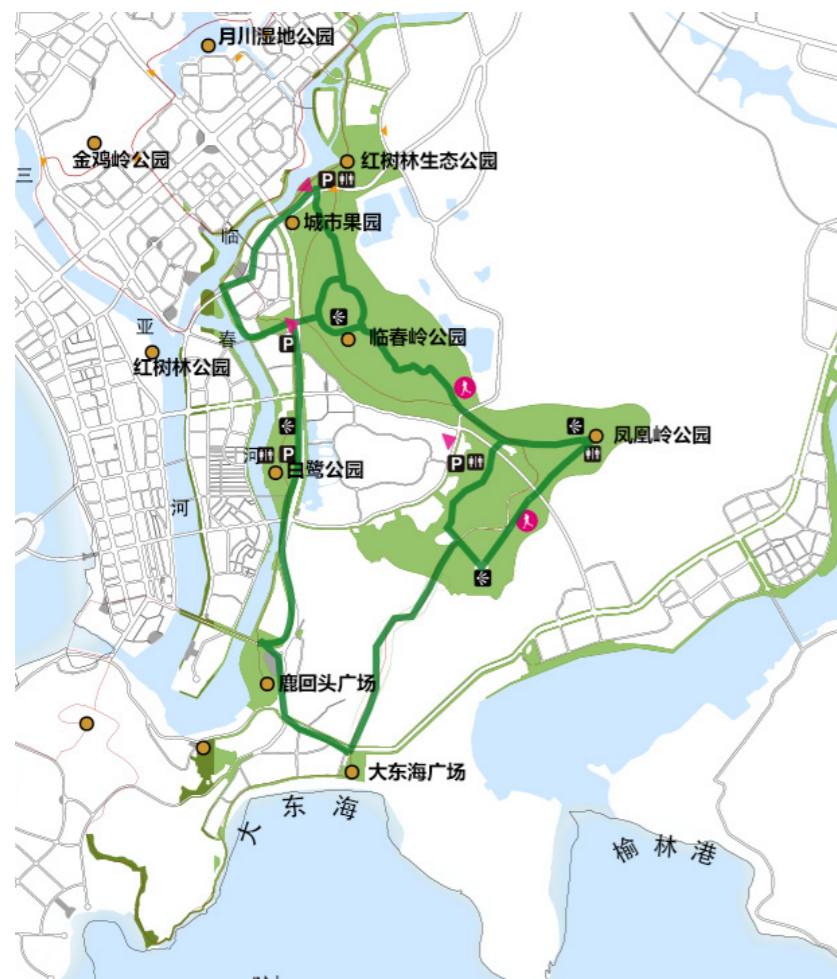 月川湿地公园
金鸡岭公园
红树林生态公园
三
城市果园
临
亚
春
临春岭公园
红树林公园
凤凰岭公园
河
白鹭公园
河
鹿回头广场
大东海广场
大东海
榆林港
P
P
P
P